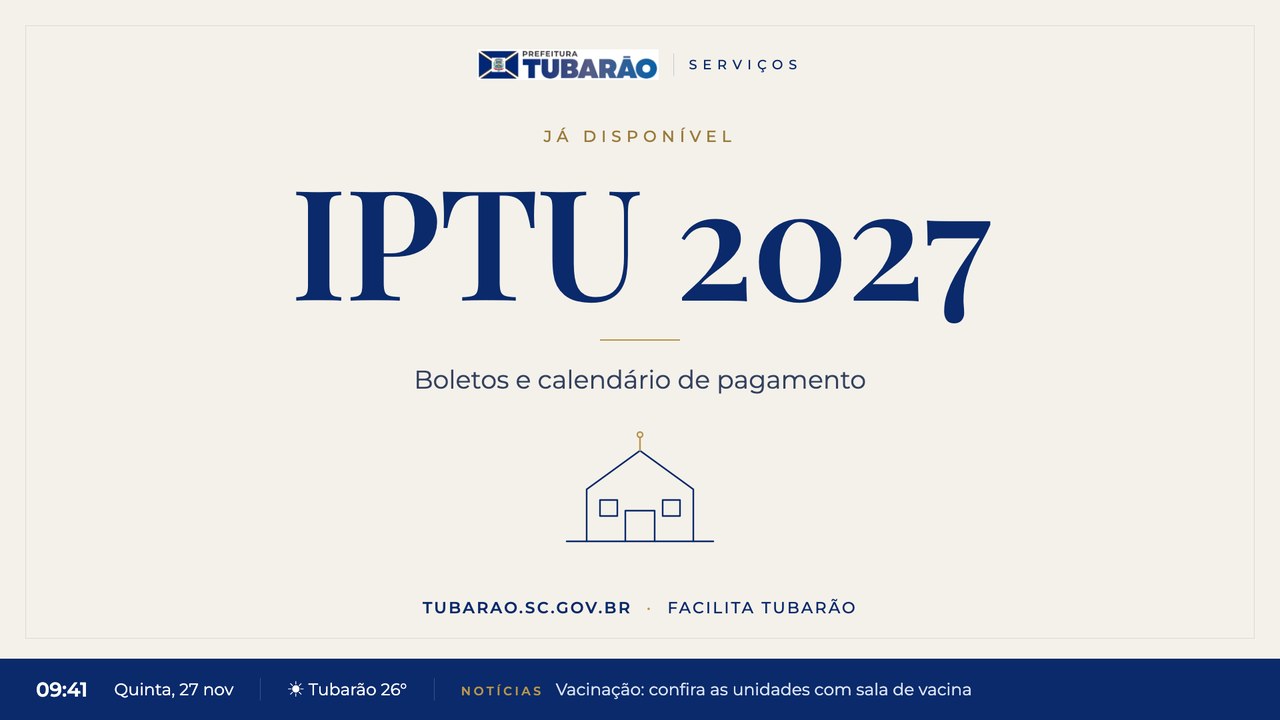 PREFEITURA
TUBARÃO
SERVIÇOS
JÁ DISPONÍVEL
IPTU 2027
Boletos e calendário de pagamento
TUBARAO.SC.GOV.BR · FACILITA TUBARÃO
09:41 Quinta, 27 nov ☀ Tubarão 26° NOTÍCIAS Vacinação: confira as unidades com sala de vacina